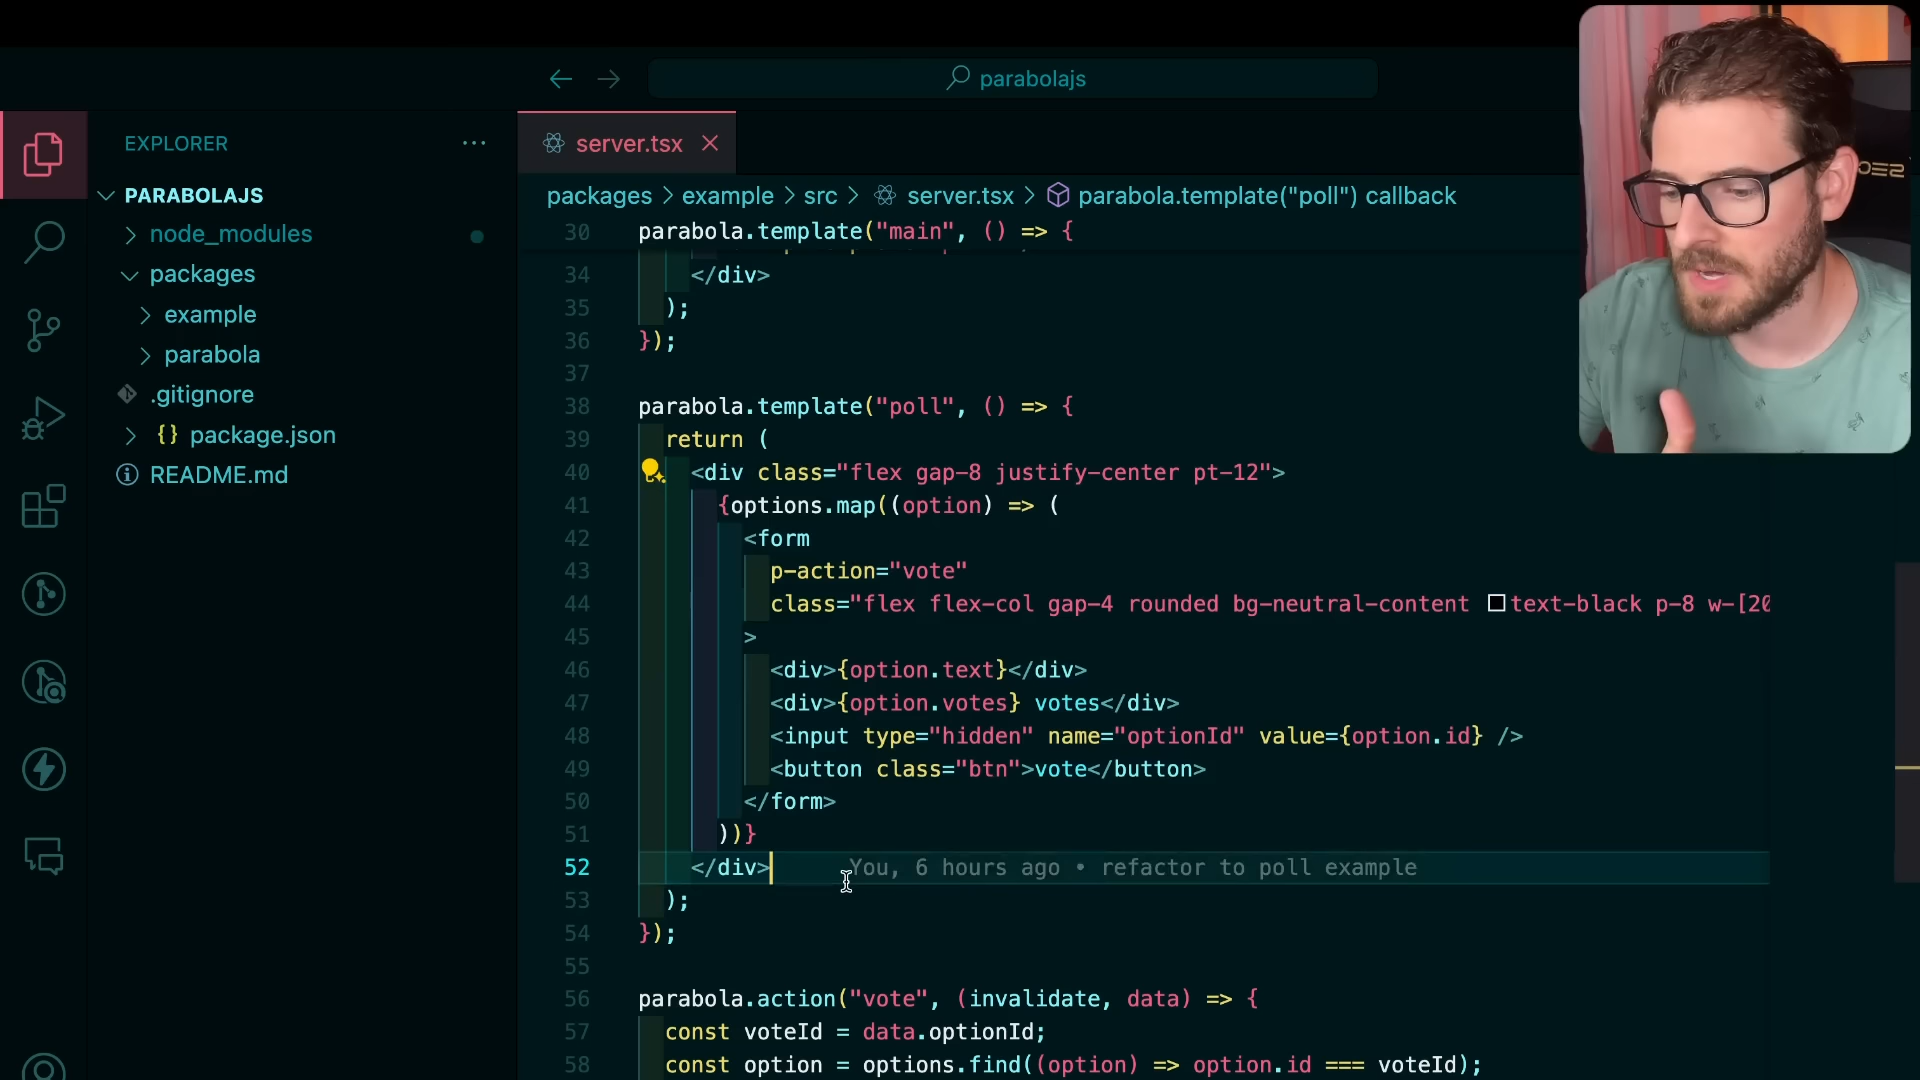 parabolajs
EXPLORER
server.tsx
PARABOLAJS
node_modules
packages
example
parabola
.gitignore
{} package.json
README.md
packages > example > src > server.tsx > parabola.template("poll") callback
30 parabola.template("main", () => {
34 </div>
35 );
36 });
37
38 parabola.template("poll", () => {
39 return (
40 <div class="flex gap-8 justify-center pt-12">
41 {options.map((option) => (
42 <form
43 p-action="vote"
44 class="flex flex-col gap-4 rounded bg-neutral-content text-black p-8 w-[20
45 >
46 <div>{option.text}</div>
47 <div>{option.votes} votes</div>
48 <input type="hidden" name="optionId" value={option.id} />
49 <button class="btn">vote</button>
50 </form>
51 ))}
52 </div> You, 6 hours ago • refactor to poll example
53 );
54 });
55
56 parabola.action("vote", (invalidate, data) => {
57 const voteId = data.optionId;
58 const option = options.find((option) => option.id === voteId);